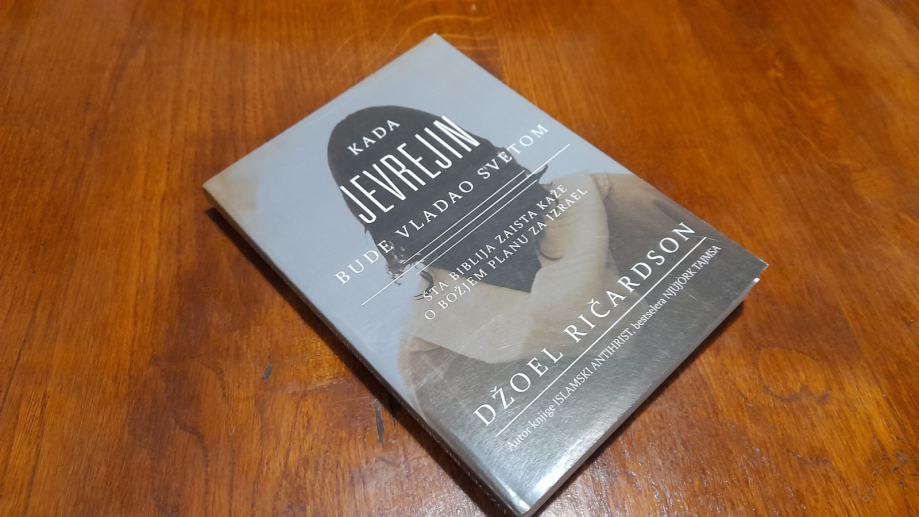 KADA
JEVREJIN
BUDE VLADAO SVETOM
ŠTA BIBLIJA ZAISTA KAŽE
O BOŽJEM PLANU ZA IZRAEL
DŽOEL RIČARDSON
Autor knjige ISLAMSKI ANTIHRIST, bestselera NJUJORK TAJMSA